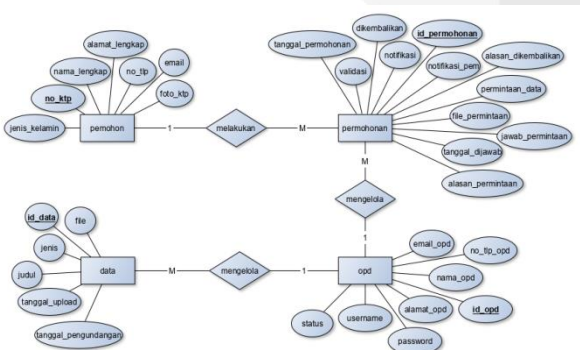 alamat_lengkap
nama_lengkap
no_tlp
email
no_ktp
foto_ktp
jenis_kelamin
pemohon
1
melakukan
M
permohonan
dikembalikan
id_permohonan
tanggal_permohonan
notifikasi
alasan_dikembalikan
validasi
notifikasi_pem
permintaan_data
file_permintaan
jawab_permintaan
tanggal_dijawab
alasan_permintaan
M
mengelola
1
id_data
file
jenis
judul
data
tanggal_upload
tanggal_pengundangan
M
mengelola
1
opd
email_opd
no_tlp_opd
nama_opd
id_opd
alamat_opd
username
status
password